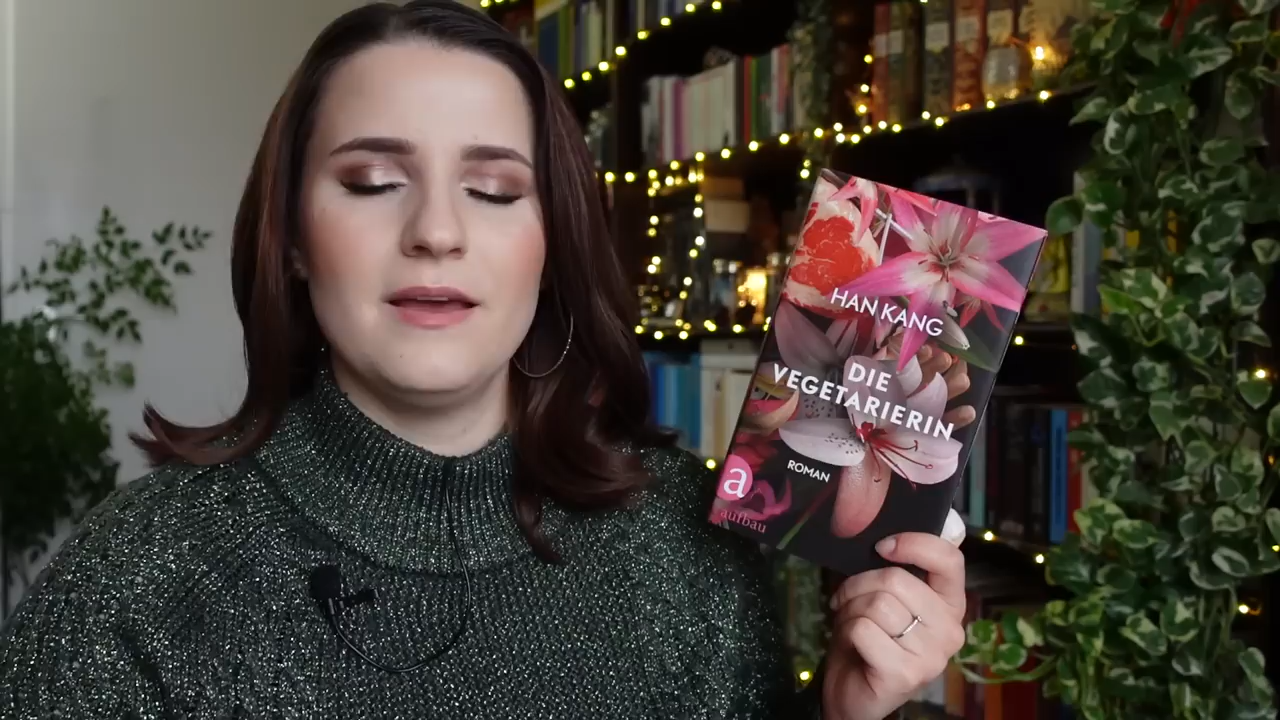 HAN KANG
DIE
VEGETARIERIN
ROMAN
a
aufbau